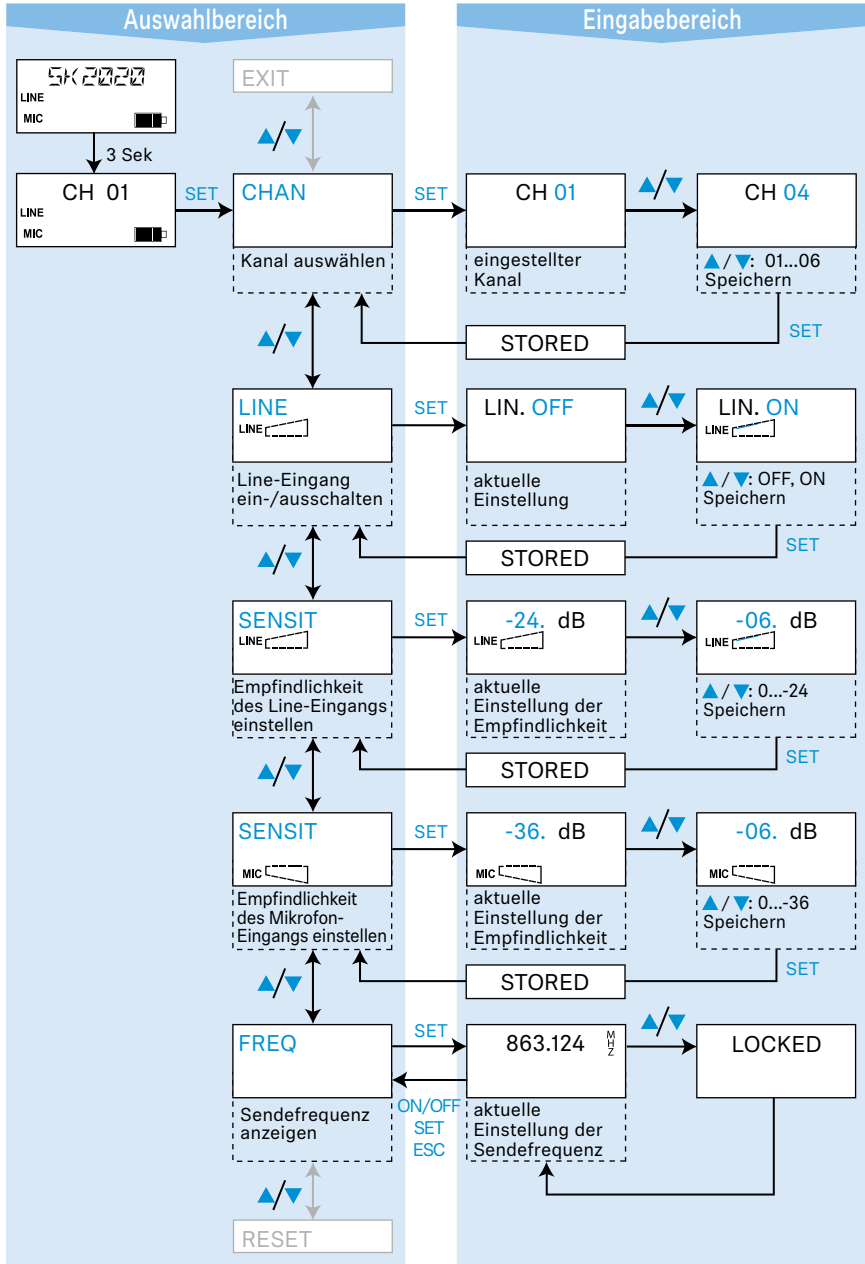 Auswahlbereich
Eingabebereich
SK2020
LINE
MIC
3 Sek
CH 01
LINE
MIC
SET
EXIT
▲/▼
CHAN
Kanal auswählen
SET
CH 01
eingestellter
Kanal
▲/▼
CH 04
▲/▼: 01...06
Speichern
SET
STORED
▲/▼
LINE
LINE
Line-Eingang
ein-/ausschalten
SET
LIN. OFF
aktuelle
Einstellung
▲/▼
LIN. ON
LINE
▲/▼: OFF, ON
Speichern
SET
STORED
▲/▼
SENSIT
LINE
Empfindlichkeit
des Line-Eingangs
einstellen
SET
-24. dB
LINE
aktuelle
Einstellung der
Empfindlichkeit
▲/▼
-06. dB
LINE
▲/▼: 0...-24
Speichern
SET
STORED
▲/▼
SENSIT
MIC
Empfindlichkeit
des Mikrofon-
Eingangs einstellen
SET
-36. dB
MIC
aktuelle
Einstellung der
Empfindlichkeit
▲/▼
-06. dB
MIC
▲/▼: 0...-36
Speichern
SET
STORED
▲/▼
FREQ
Sendefrequenz
anzeigen
SET
ON/OFF
SET
ESC
863.124 MHZ
aktuelle
Einstellung der
Sendefrequenz
▲/▼
LOCKED
▲/▼
RESET